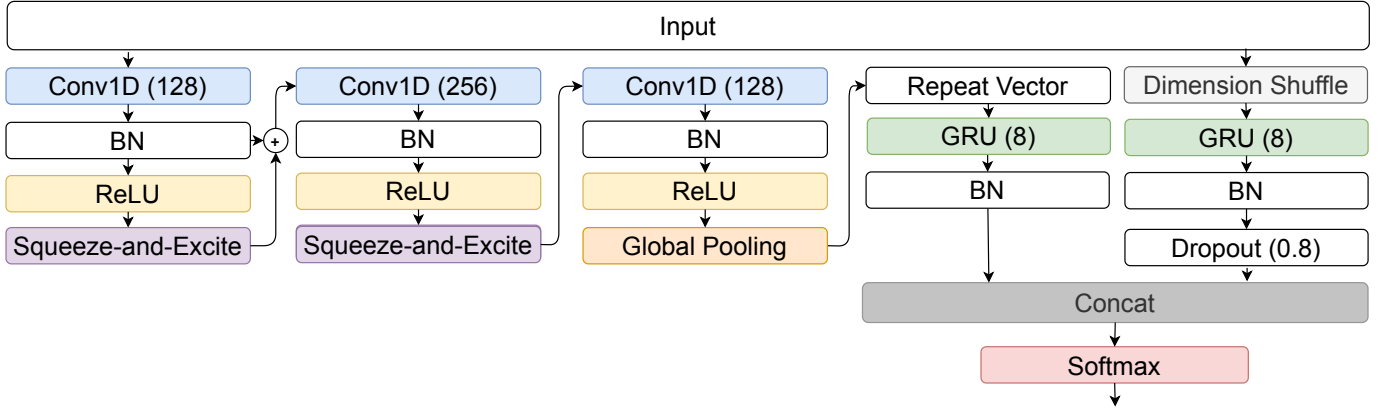 Input
Conv1D (128)
BN
ReLU
Squeeze-and-Excite
+
Conv1D (256)
BN
ReLU
Squeeze-and-Excite
Conv1D (128)
BN
ReLU
Global Pooling
Repeat Vector
GRU (8)
BN
Dimension Shuffle
GRU (8)
BN
Dropout (0.8)
Concat
Softmax